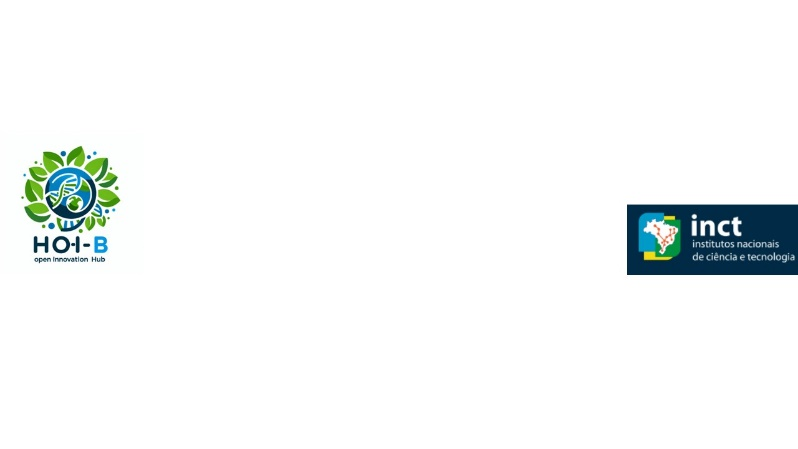 HO-I-B
open Innovation Hub
inct
institutos nacionais
de ciência e tecnologia